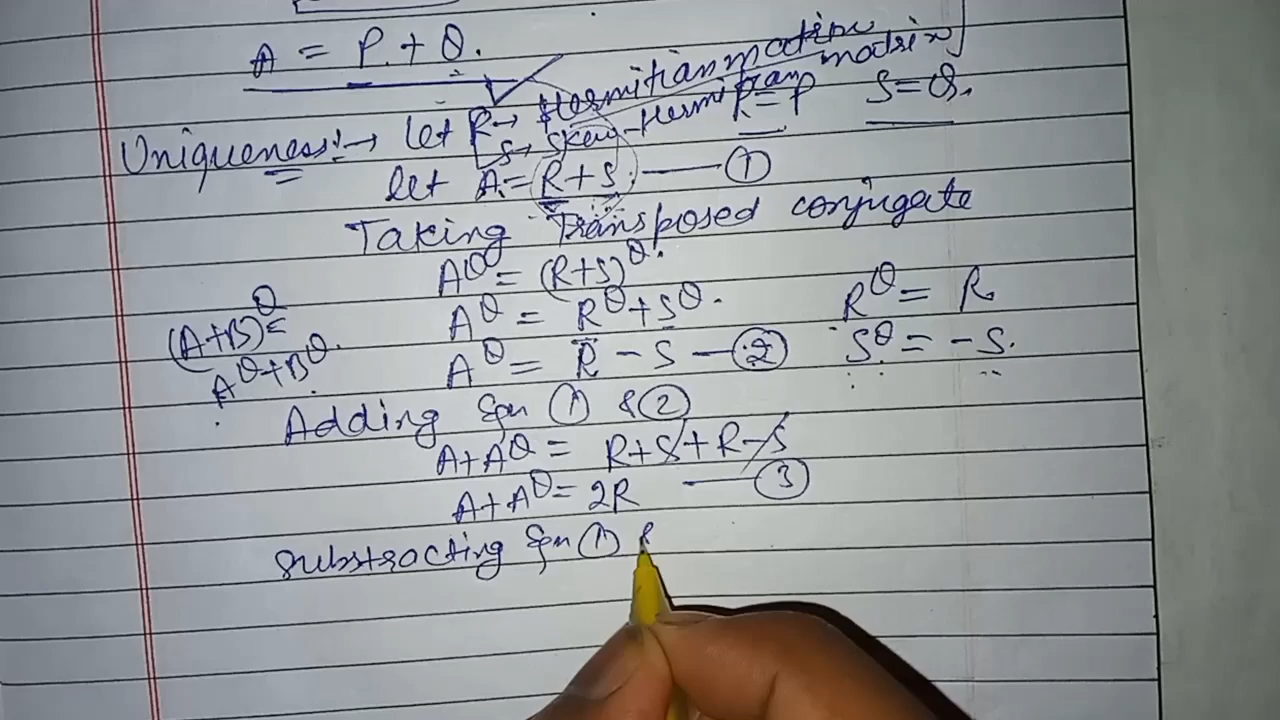 A = P + Q.
Uniqueness:→ let R → Hermitian matrix
S → Skew-Hermitian matrix
R = P S = Q.
let A = R + S. —— ①
Taking Transposed conjugate
A^θ = (R+S)^θ.
(A+B)^θ =
A^θ + B^θ.
A^θ = R^θ + S^θ.
R^θ = R
A^θ = R - S — ②
S^θ = -S.
Adding Eqn ① & ②
A + A^θ = R + S + R - S
A + A^θ = 2R —— ③
Substracting Eqn ① &